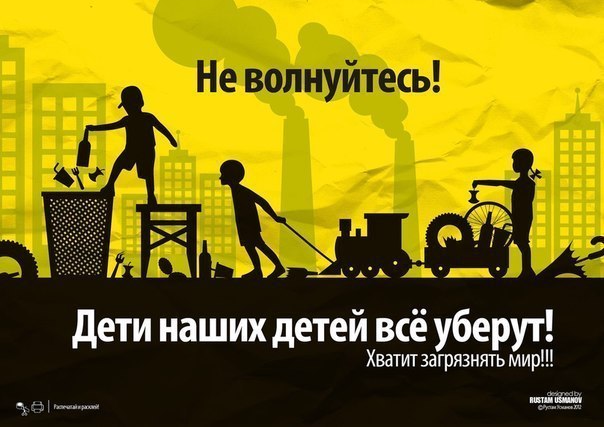 Не волнуйтесь!
Дети наших детей всё уберут!
Хватит загрязнять мир!!!
Распечатай и расклей!
designed by
RUSTAM USMANOV
© Рустам Усманов 2012